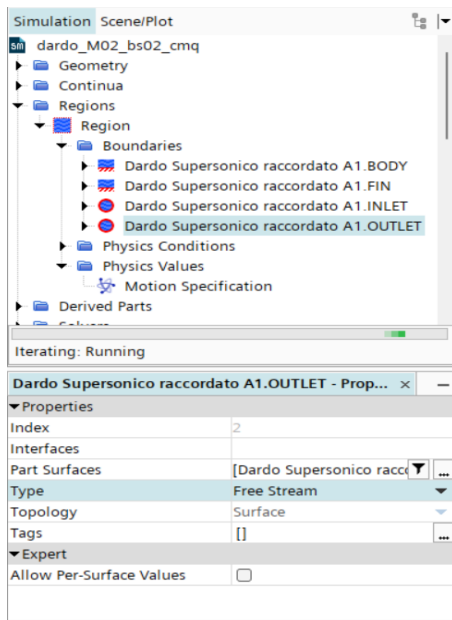 Simulation Scene/Plot
sm dardo_M02_bs02_cmq
Geometry
Continua
Regions
Region
Boundaries
Dardo Supersonico raccordato A1.BODY
Dardo Supersonico raccordato A1.FIN
Dardo Supersonico raccordato A1.INLET
Dardo Supersonico raccordato A1.OUTLET
Physics Conditions
Physics Values
Motion Specification
Derived Parts
Iterating: Running
Dardo Supersonico raccordato A1.OUTLET - Prop... ×
Properties
Index 2
Interfaces
Part Surfaces [Dardo Supersonico racco ...
Type Free Stream
Topology Surface
Tags [] ...
Expert
Allow Per-Surface Values